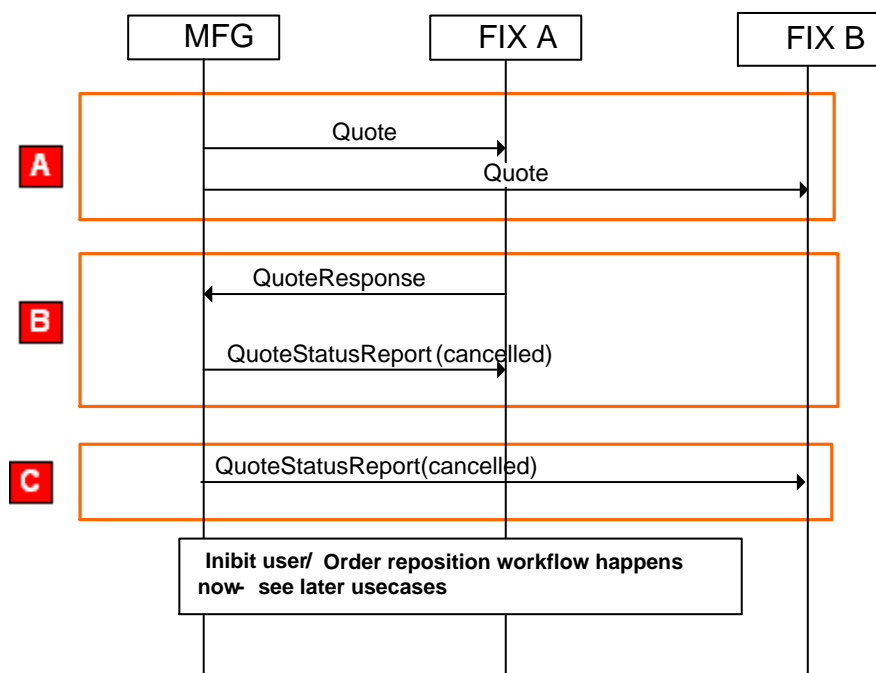 MFG
FIX A
FIX B
A
Quote
Quote
B
QuoteResponse
QuoteStatusReport (cancelled)
C
QuoteStatusReport(cancelled)
Inibit user/ Order reposition workflow happens
now- see later usecases